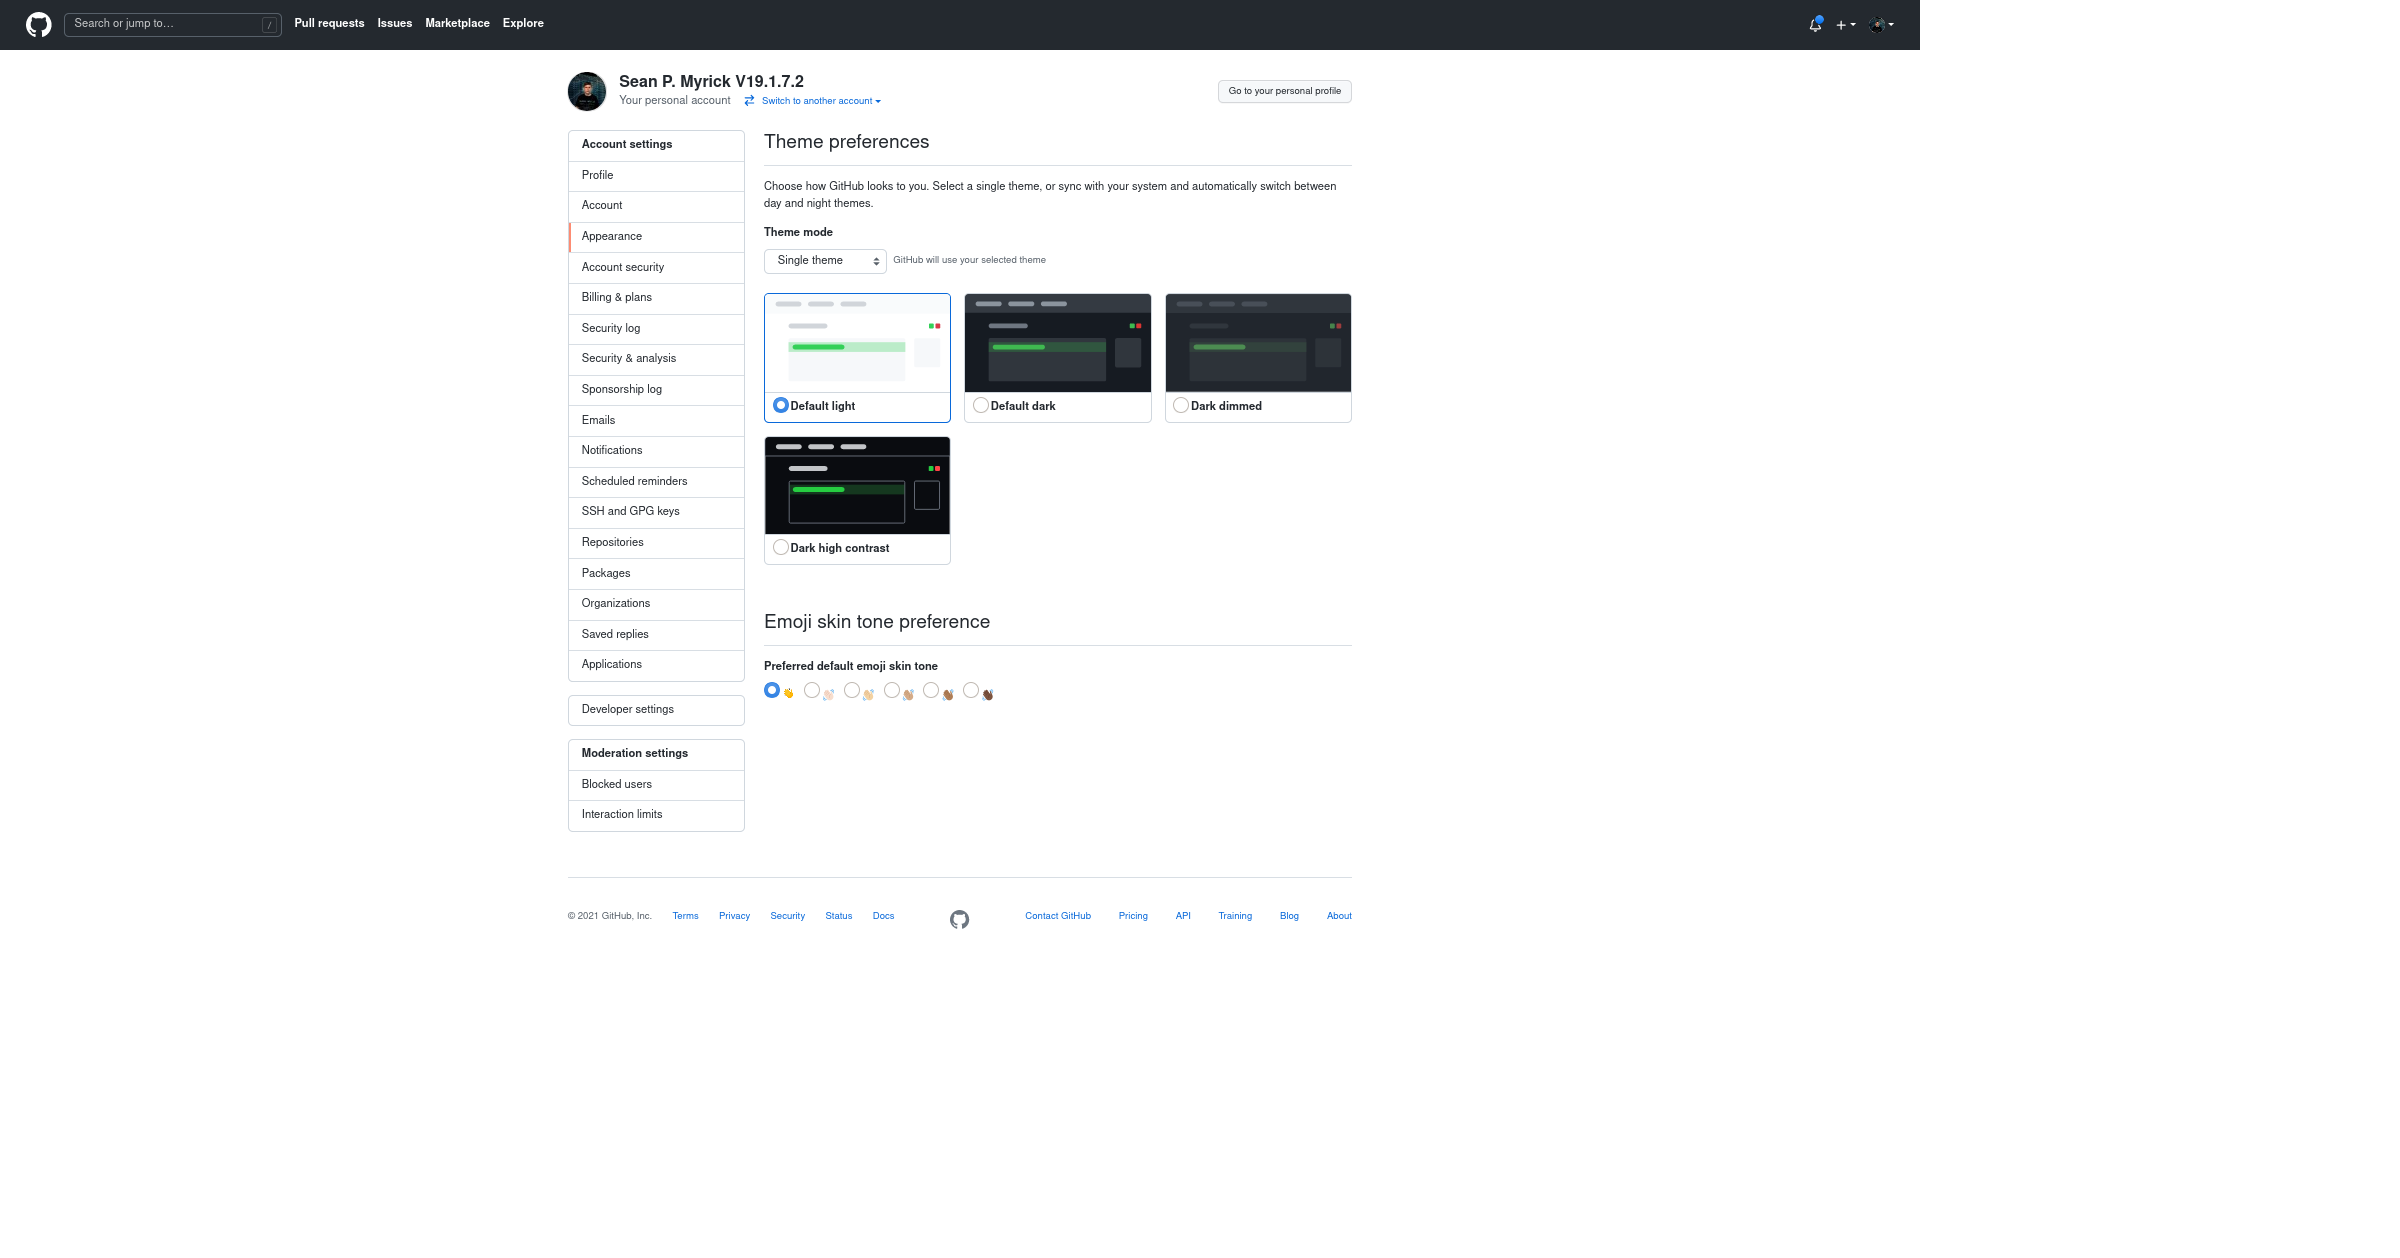 Search or jump to... /
Pull requests Issues Marketplace Explore
Sean P. Myrick V19.1.7.2
Your personal account Switch to another account
Go to your personal profile
Account settings
Profile
Account
Appearance
Account security
Billing & plans
Security log
Security & analysis
Sponsorship log
Emails
Notifications
Scheduled reminders
SSH and GPG keys
Repositories
Packages
Organizations
Saved replies
Applications
Developer settings
Moderation settings
Blocked users
Interaction limits
Theme preferences
Choose how GitHub looks to you. Select a single theme, or sync with your system and automatically switch between
day and night themes.
Theme mode
Single theme GitHub will use your selected theme
Default light Default dark Dark dimmed
Dark high contrast
Emoji skin tone preference
Preferred default emoji skin tone
© 2021 GitHub, Inc. Terms Privacy Security Status Docs Contact GitHub Pricing API Training Blog About